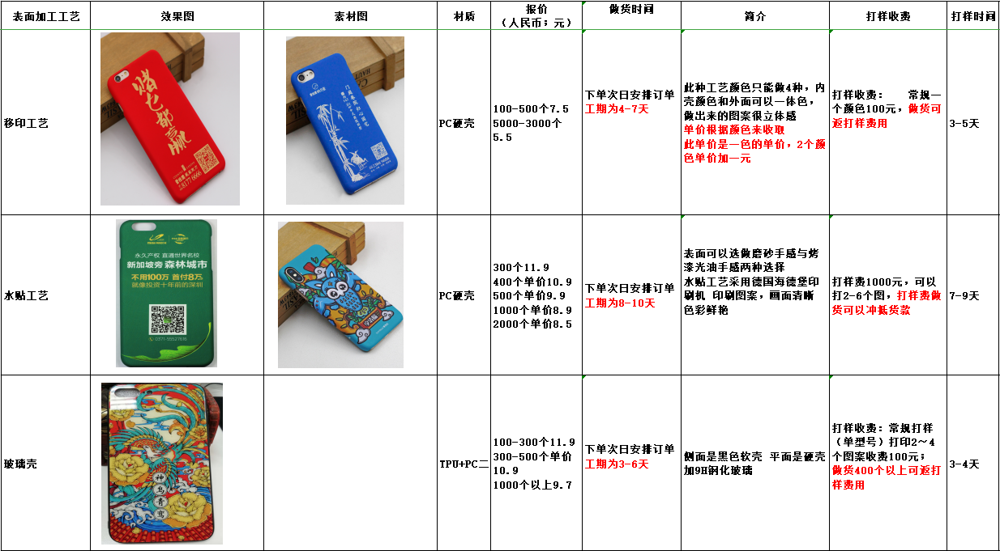 表面加工工艺
效果图
素材图
材质
报价
（人民币；元）
做货时间
简介
打样收费
打样时间
移印工艺
赌
七
都
赢
8177 6666
PC硬壳
100-500个7.5
5000-3000个
5.5
下单次日安排订单
工期为4-7天
此种工艺颜色只能做4种，内
壳颜色和外面可以一体色，
做出来的图案很立体感
单价根据颜色来收取
此单价是一色的单价，2个颜
色单价加一元
打样收费： 常规一
个颜色100元，做货可
返打样费用
3-5天
水贴工艺
永久产权 直通世界名校
新加坡旁 森林城市
不用100万 首付8万
就像投资十年前的深圳
PC硬壳
300个11.9
400个单价10.9
500个单价9.9
1000个单价8.9
2000个单价8.5
下单次日安排订单
工期为8-10天
表面可以选做磨砂手感与烤
漆光油手感两种选择
水贴工艺采用德国海德堡印
刷机 印刷图案，画面清晰
色彩鲜艳
打样费1000元，可以
打2-6个图，打样费做
货可以冲抵货款
7-9天
玻璃壳
神
鸟
青
鸾
TPU+PC二
100-300个11.9
300-500个单价
10.9
1000个以上9.7
下单次日安排订单
工期为3-6天
侧面是黑色软壳 平面是硬壳
加9H钢化玻璃
打样收费：常规打样
（单型号）打印2～4
个图案收费100元；
做货400个以上可返打
样费用
3-4天